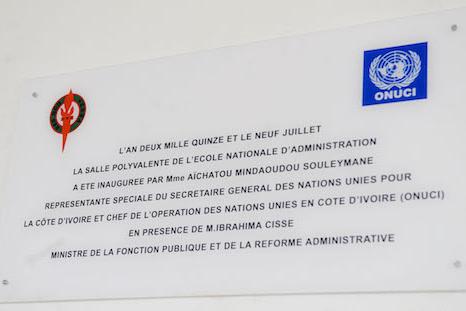 ONUCI
L'AN DEUX MILLE QUINZE ET LE NEUF JUILLET
LA SALLE POLYVALENTE DE L'ECOLE NATIONALE D'ADMINISTRATION
A ETE INAUGUREE PAR Mme AÏCHATOU MINDAOUDOU SOULEYMANE
REPRESENTANTE SPECIALE DU SECRETAIRE GENERAL DES NATIONS UNIES POUR
LA CÔTE D'IVOIRE ET CHEF DE L'OPERATION DES NATIONS UNIES EN COTE D'IVOIRE (ONUCI)
EN PRESENCE DE M.IBRAHIMA CISSE
MINISTRE DE LA FONCTION PUBLIQUE ET DE LA REFORME ADMINISTRATIVE